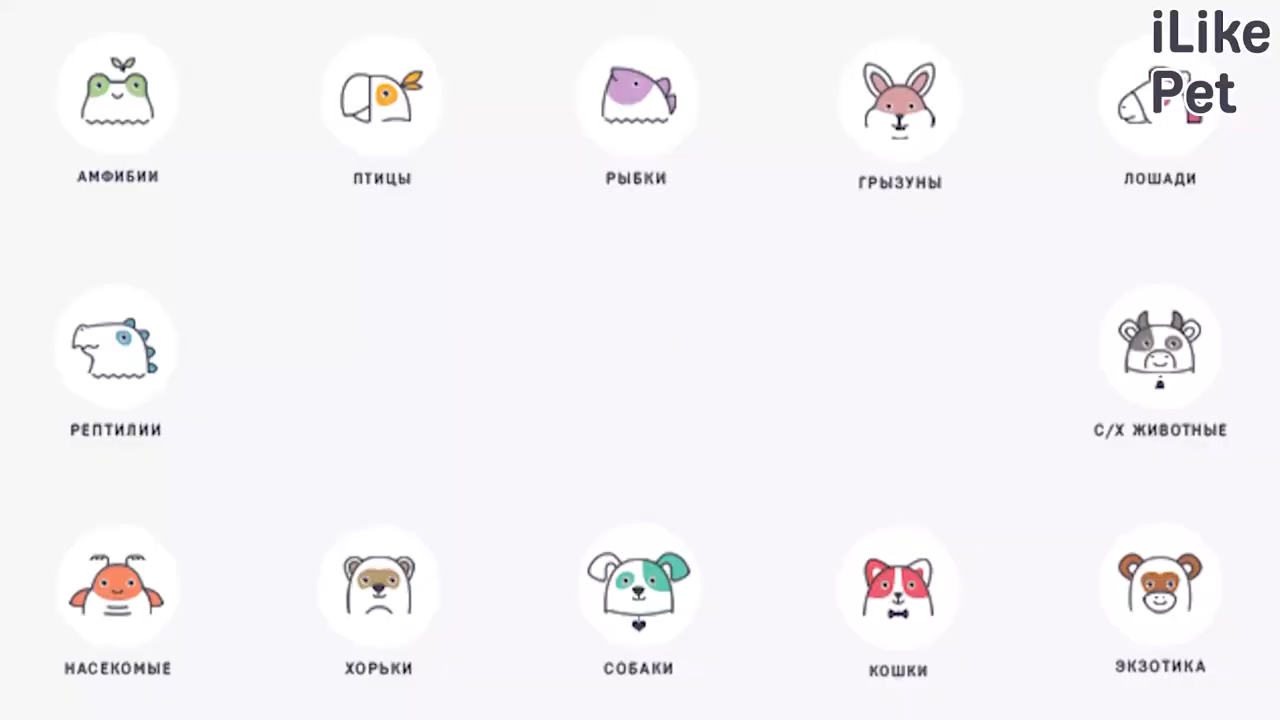 iLike
Pet
АМФИБИИ
ПТИЦЫ
РЫБКИ
ГРЫЗУНЫ
ЛОШАДИ
РЕПТИЛИИ
С/Х ЖИВОТНЫЕ
НАСЕКОМЫЕ
ХОРЬКИ
СОБАКИ
КОШКИ
ЭКЗОТИКА